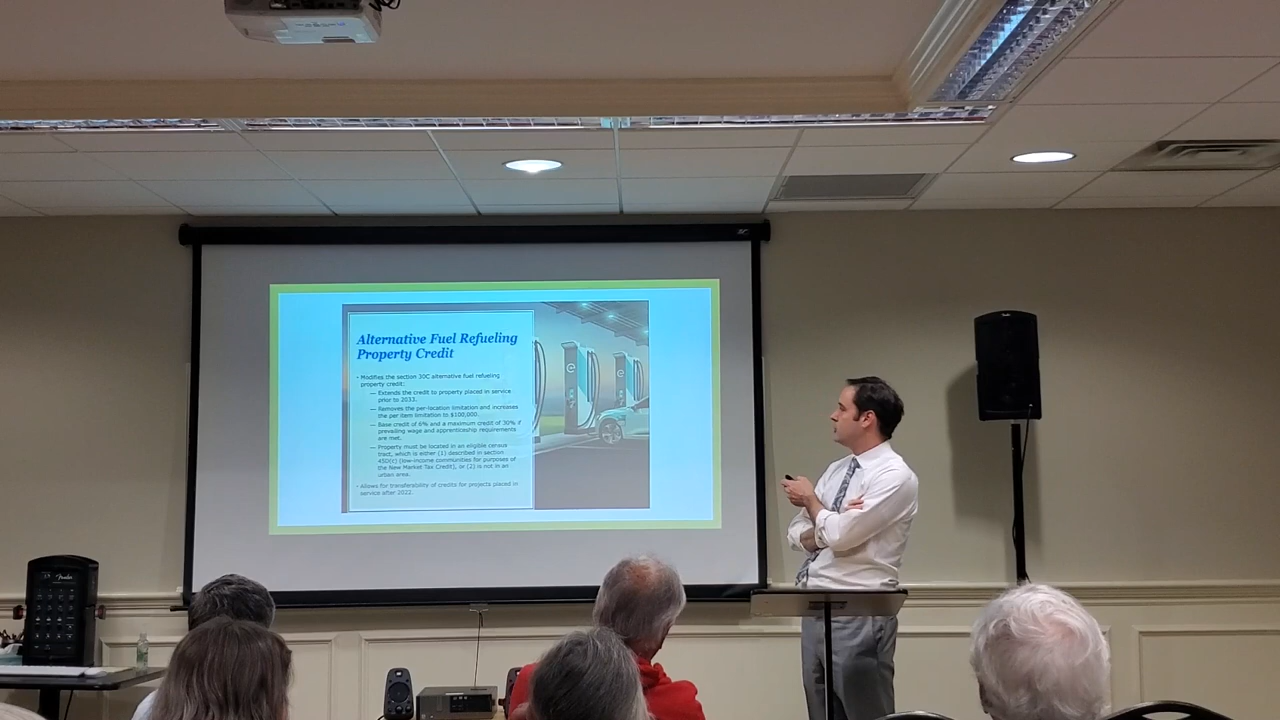 Alternative Fuel Refueling
Property Credit
- Modifies the section 30C alternative fuel refueling
property credit:
— Extends the credit to property placed in service
prior to 2033.
— Removes the per-location limitation and increases
the per item limitation to $100,000.
— Base credit of 6% and a maximum credit of 30% if
prevailing wage and apprenticeship requirements
are met.
— Property must be located in an eligible census
tract, which is either (1) described in section
45D(c) (low-income communities for purposes of
the New Market Tax Credit), or (2) is not in an
urban area.
- Allows for transferability of credits for projects placed in
service after 2022.
Fender